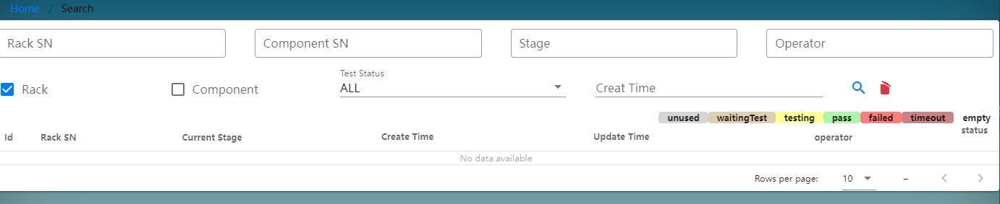 Home / Search
Rack SN Component SN Stage Operator
Test Status
Rack Component ALL Creat Time
unused waitingTest testing pass failed timeout empty
Id Rack SN Current Stage Create Time Update Time operator status
No data available
Rows per page: 10 –